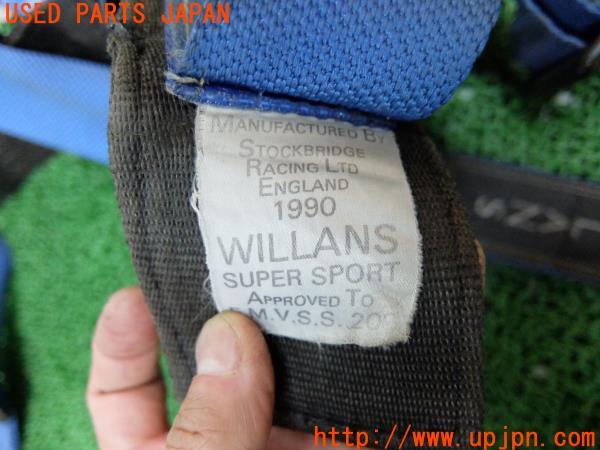 USED PARTS JAPAN
MANUFACTURED BY
STOCKBRIDGE
RACING LTD
ENGLAND
1990
WILLANS
SUPER SPORT
APPROVED TO
M.V.S.S. 209
http://www.upjpn.com